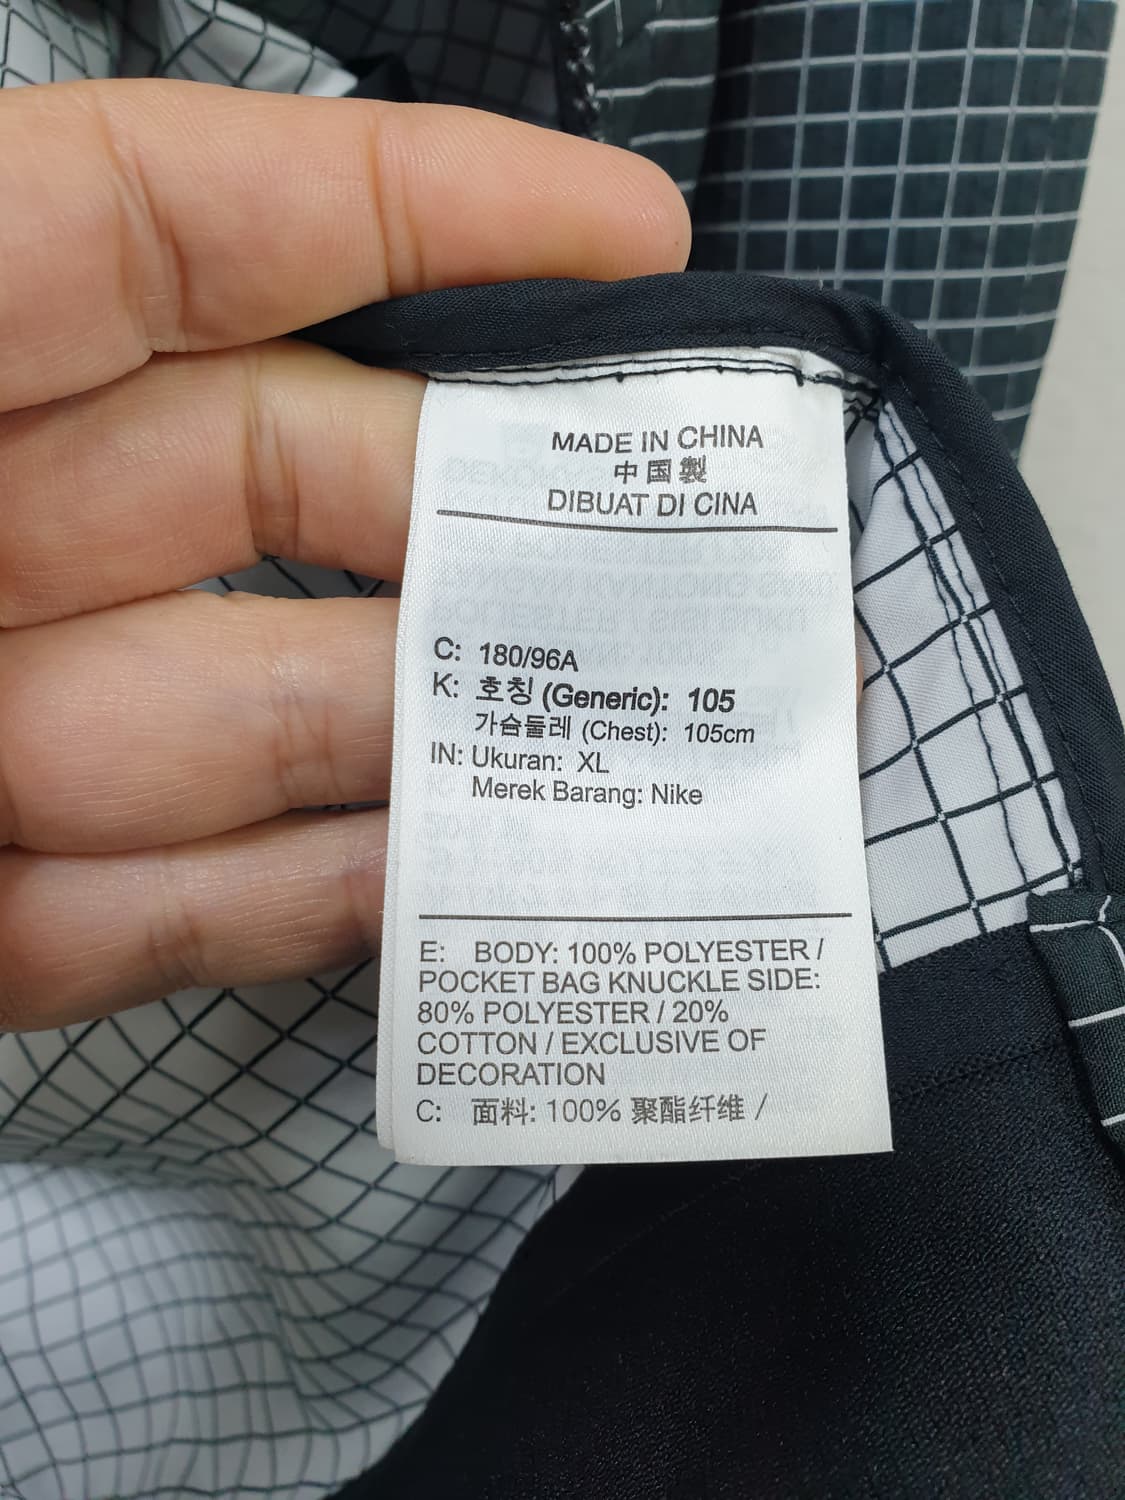 MADE IN CHINA
中国製
DIBUAT DI CINA
C: 180/96A
K: 호칭 (Generic): 105
가슴둘레 (Chest): 105cm
IN: Ukuran: XL
Merek Barang: Nike
E: BODY: 100% POLYESTER /
POCKET BAG KNUCKLE SIDE:
80% POLYESTER / 20%
COTTON / EXCLUSIVE OF
DECORATION
C: 面料: 100% 聚酯纤维 /